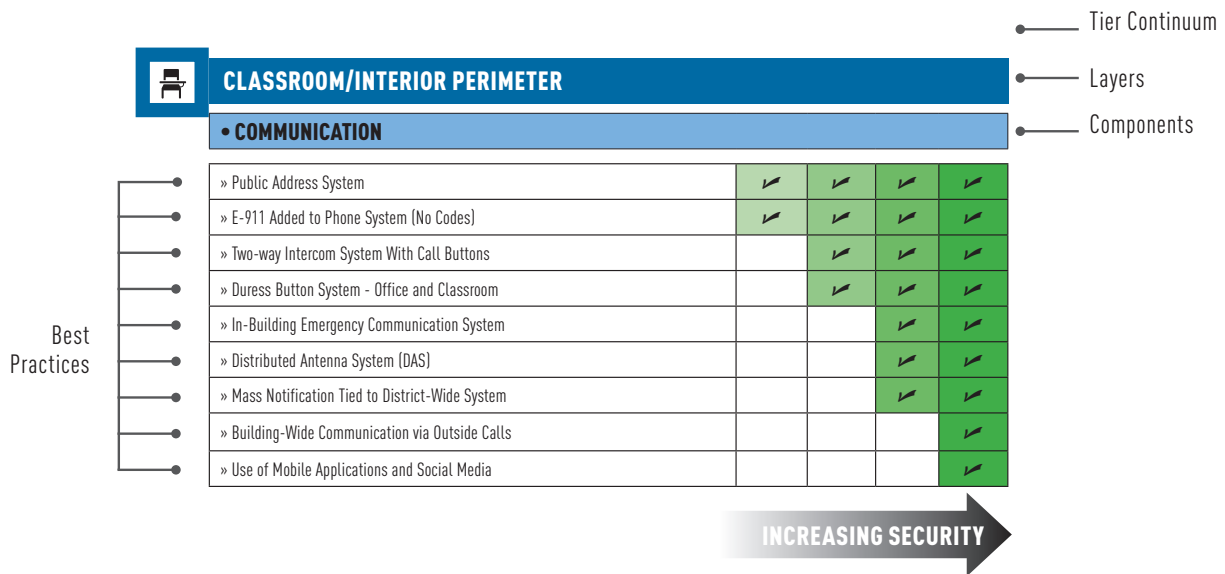 Tier Continuum
CLASSROOM/INTERIOR PERIMETER
Layers
• COMMUNICATION
Components
» Public Address System
» E-911 Added to Phone System (No Codes)
» Two-way Intercom System With Call Buttons
» Duress Button System - Office and Classroom
» In-Building Emergency Communication System
» Distributed Antenna System (DAS)
» Mass Notification Tied to District-Wide System
» Building-Wide Communication via Outside Calls
» Use of Mobile Applications and Social Media
Best
Practices
INCREASING SECURITY